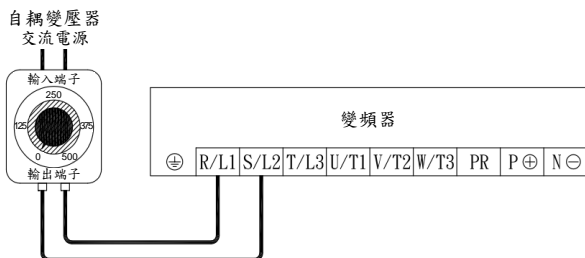 自耦變壓器
交流電源
輸入端子
250
125
375
0
500
輸出端子
變頻器
R/L1 S/L2 T/L3 U/T1 V/T2 W/T3 PR P⊕ N⊖